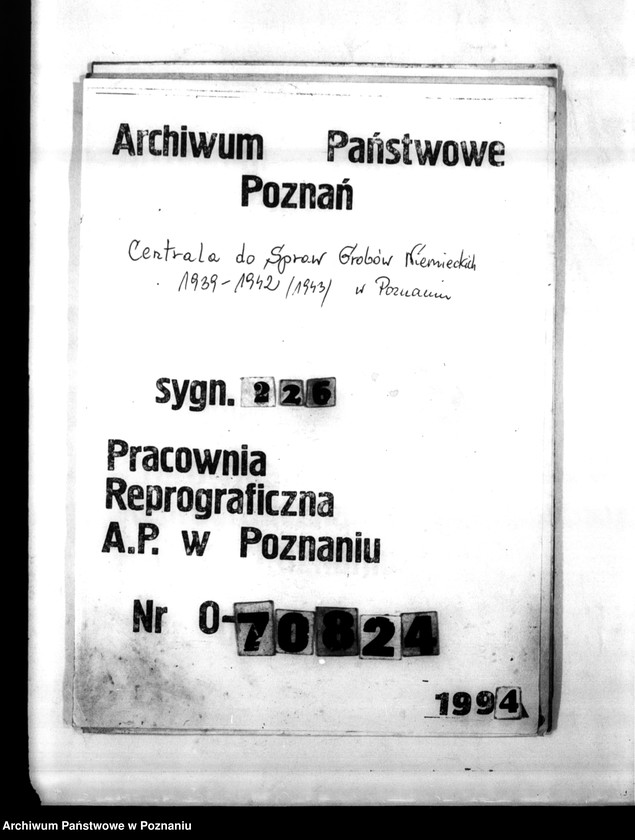 Archiwum Państwowe
Poznań
Centrala do Spraw Grobów Niemieckich
1939-1942 /1943/ w Poznaniu
sygn. 226
Pracownia
Reprograficzna
A.P. w Poznaniu
Nr O-70824
1994
Archiwum Państwowe w Poznaniu